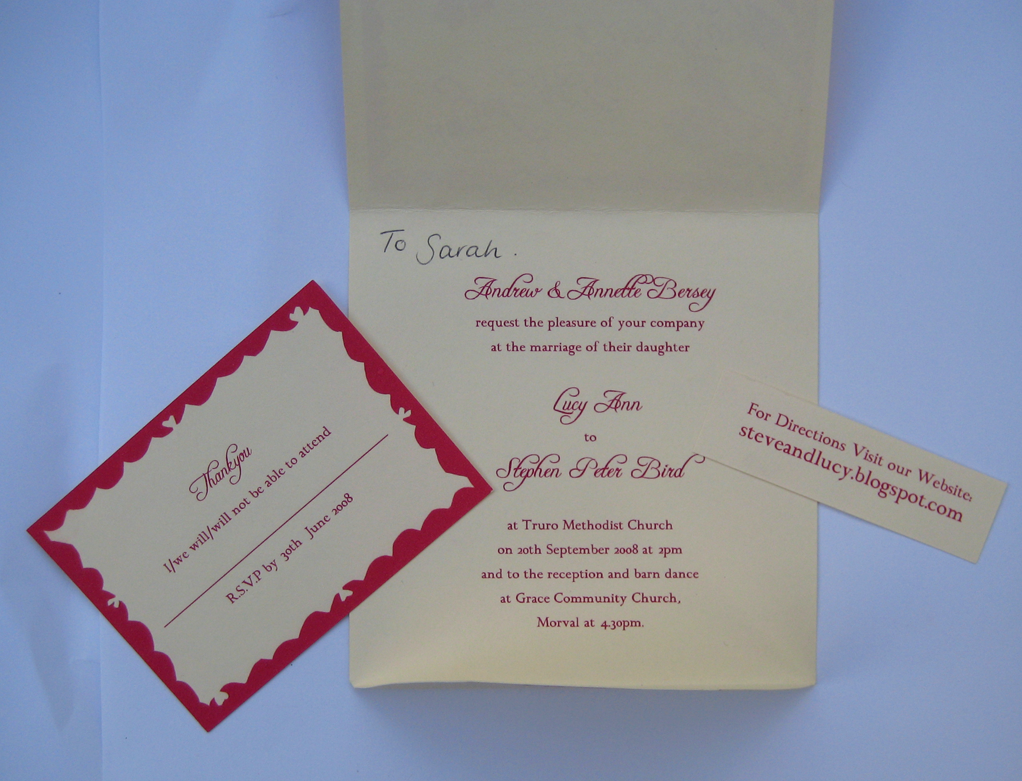 To Sarah.
Andrew & Annette Bersey
request the pleasure of your company
at the marriage of their daughter
Lucy Ann
to
Stephen Peter Bird
at Truro Methodist Church
on 20th September 2008 at 2pm
and to the reception and barn dance
at Grace Community Church,
Morval at 4.30pm.
Thankyou
I/we will/will not be able to attend
R.S.V.P by 30th June 2008
For Directions Visit our Website,
steveandlucy.blogspot.com